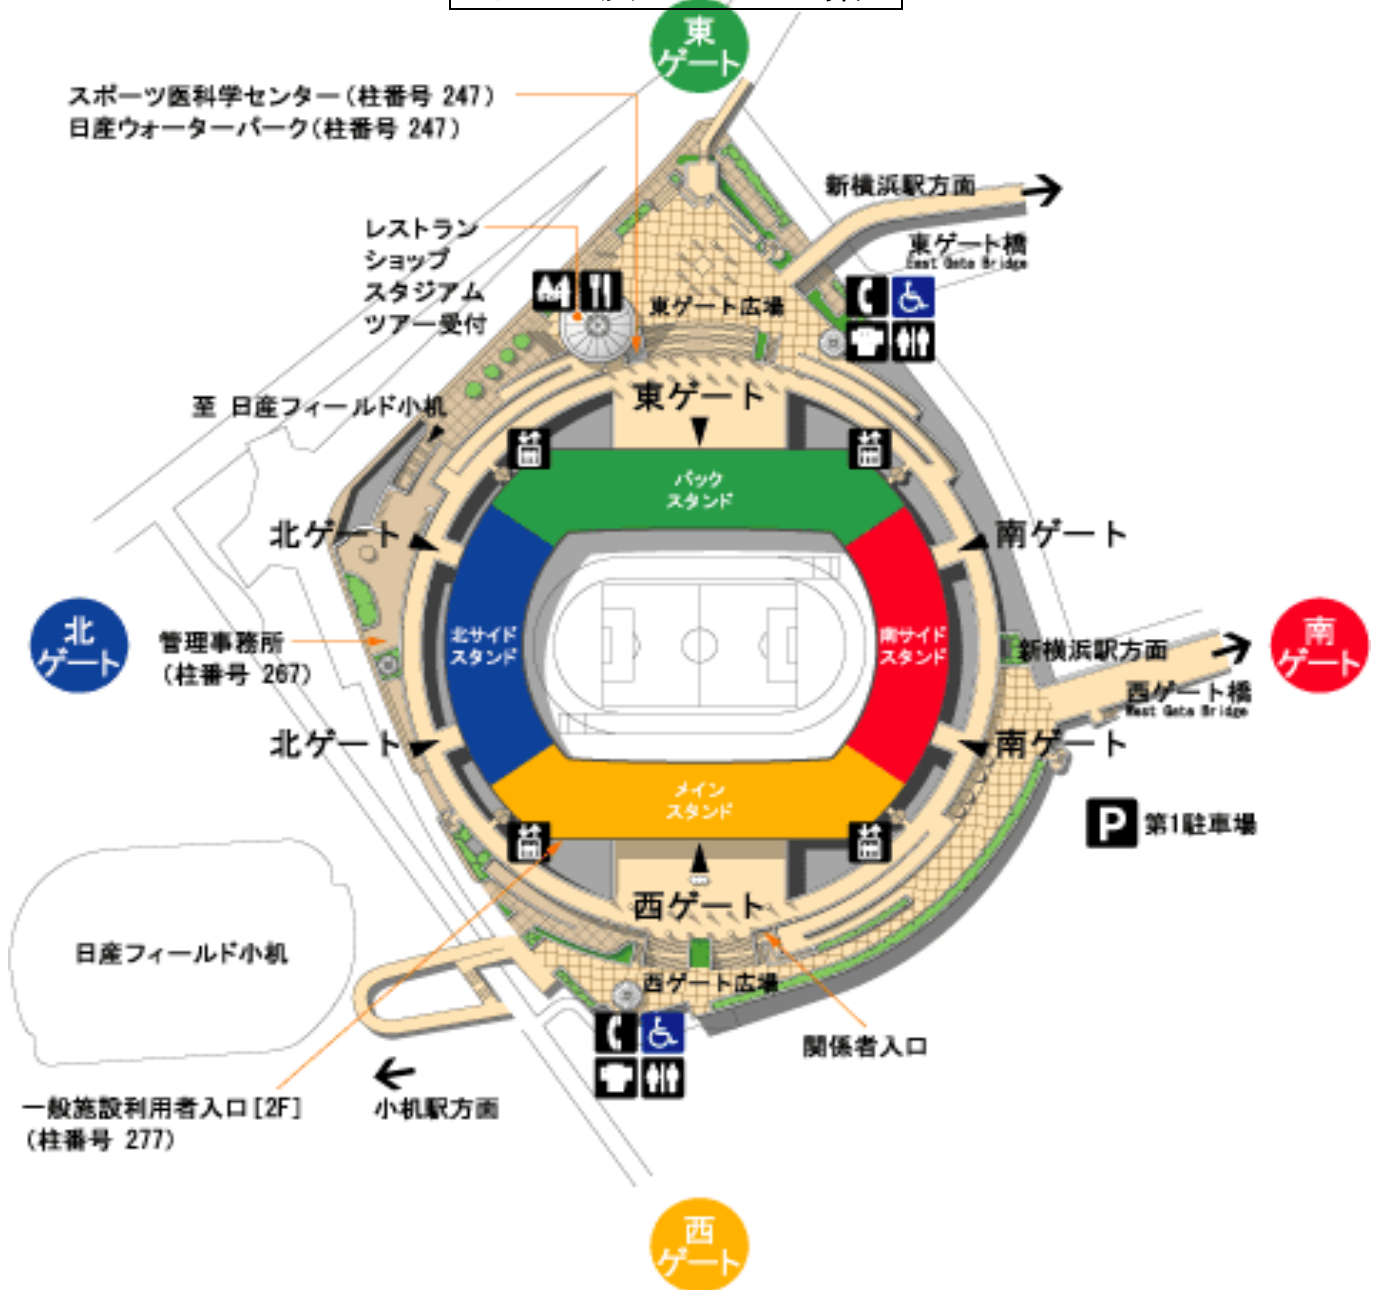 東
ゲート
スポーツ医科学センター(柱番号 247)
日産ウォーターパーク(柱番号 247)
新横浜駅方面
東ゲート橋
East Gate Bridge
レストラン
ショップ
スタジアム
ツアー受付
東ゲート広場
至 日産フィールド小机
東ゲート
バック
スタンド
北ゲート
南ゲート
北
ゲート
管理事務所
(柱番号 267)
北サイド
スタンド
南サイド
スタンド
新横浜駅方面
西ゲート橋
West Gate Bridge
南
ゲート
北ゲート
南ゲート
メイン
スタンド
P 第1駐車場
西ゲート
日産フィールド小机
西ゲート広場
関係者入口
一般施設利用者入口[2F]
(柱番号 277)
小机駅方面
西
ゲート